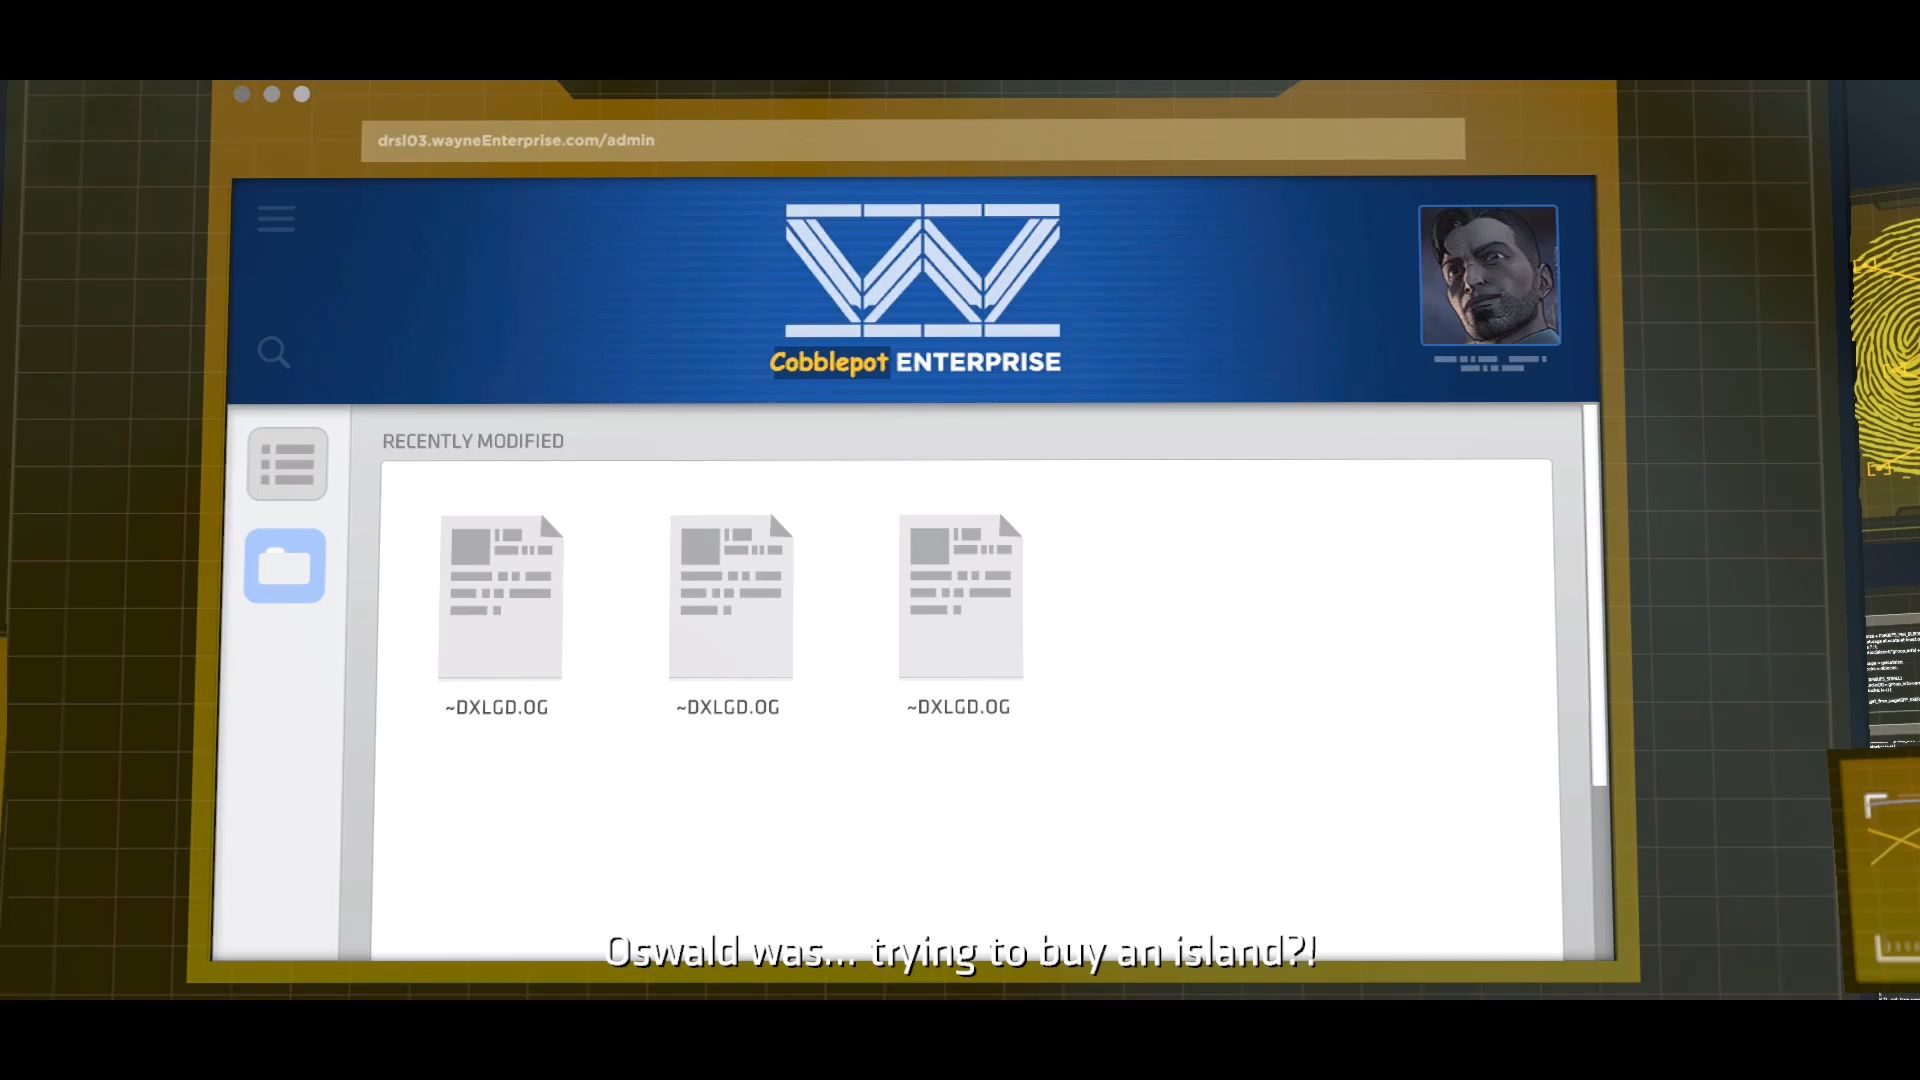 drsl03.wayneEnterprise.com/admin
Cobblepot ENTERPRISE
RECENTLY MODIFIED
~DXLGD.OG ~DXLGD.OG ~DXLGD.OG
Oswald was... trying to buy an island?!